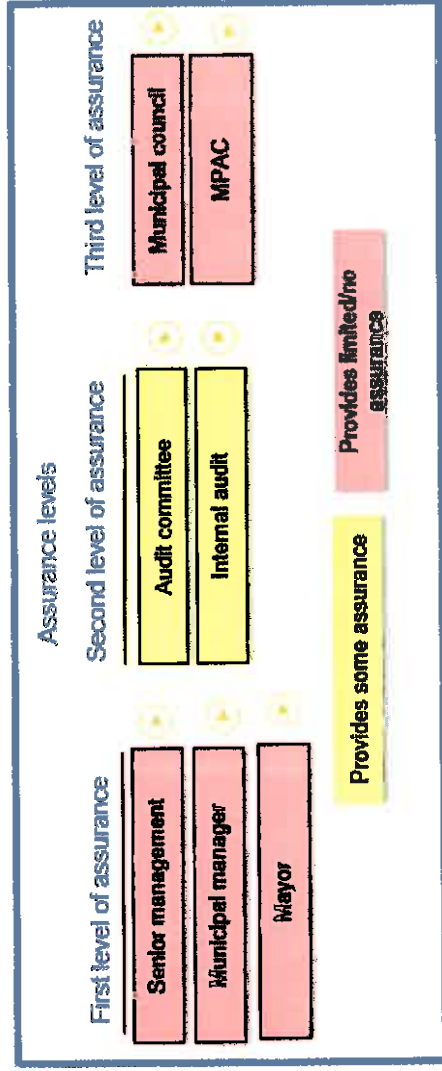 Assurance levels
First level of assurance
Senior management
Municipal manager
Mayor
Second level of assurance
Audit committee
Internal audit
Third level of assurance
Municipal council
MPAC
Provides some assurance
Provides limited/no
assurance